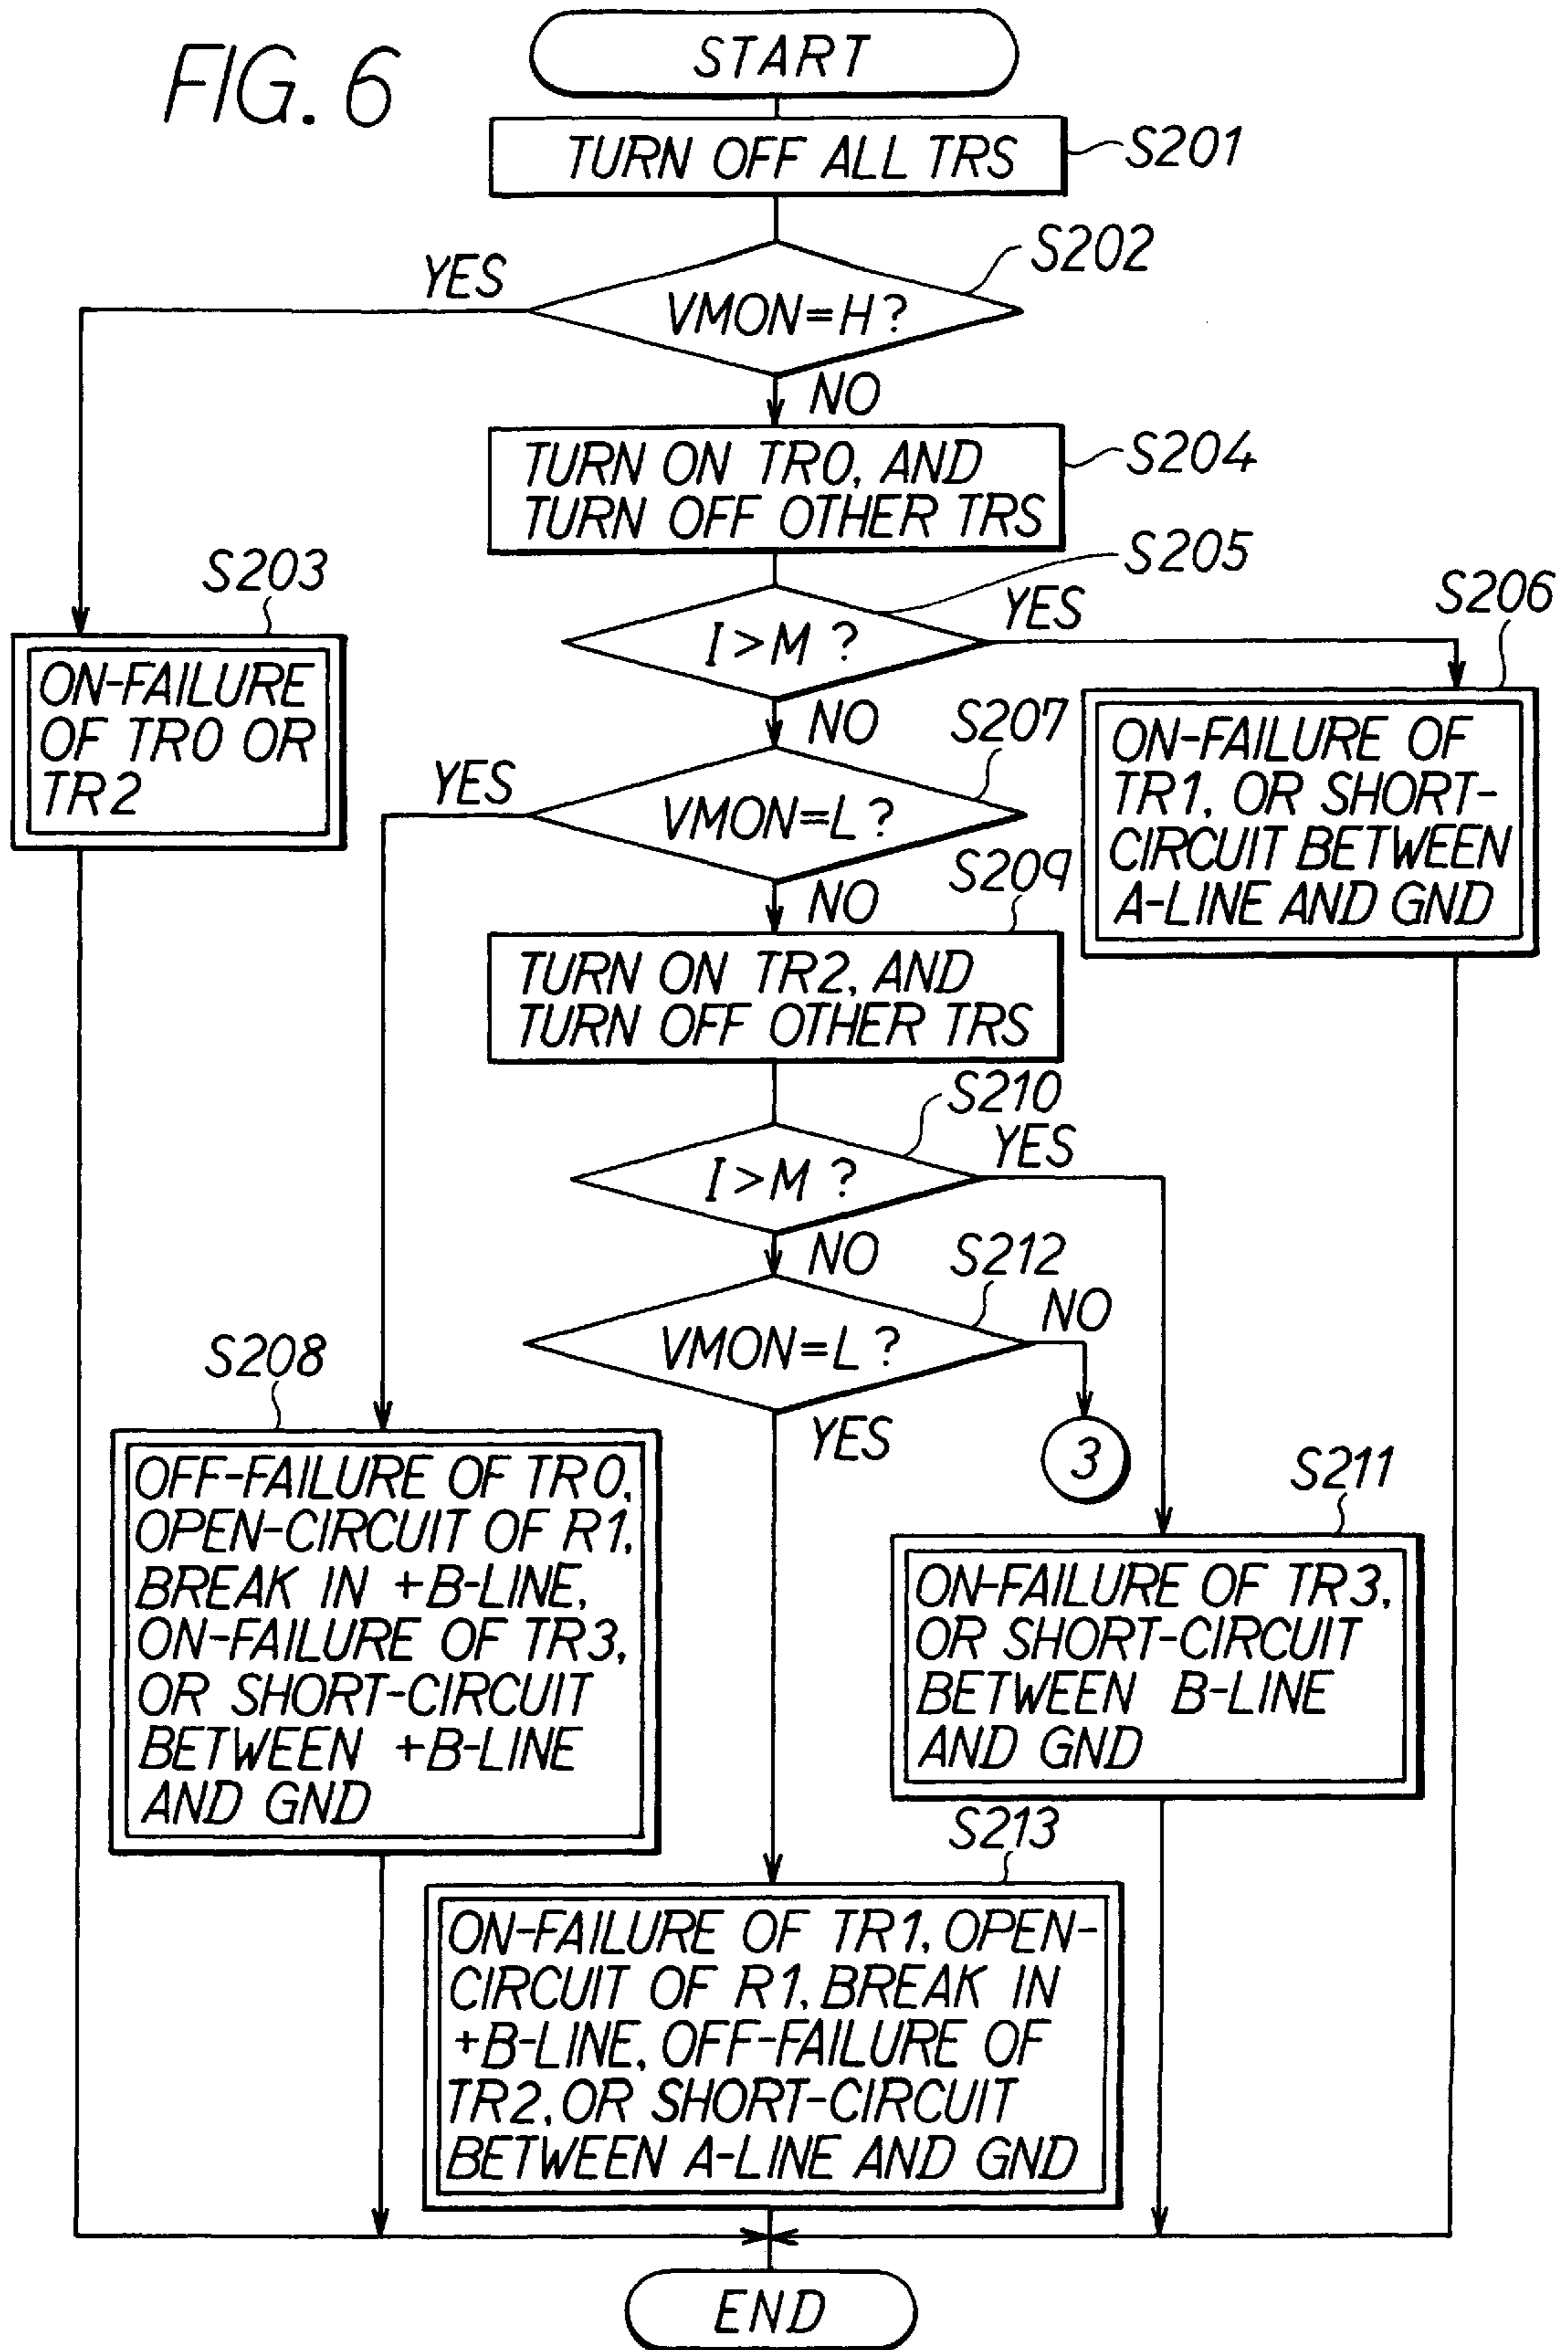 FIG. 6
START
TURN OFF ALL TRS
S201
S202
YES
VMON=H?
NO
TURN ON TR0, AND
TURN OFF OTHER TRS
S204
S205
S203
ON-FAILURE
OF TR0 OR
TR2
I>M ?
YES
S206
ON-FAILURE OF
TR1, OR SHORT-
CIRCUIT BETWEEN
A-LINE AND GND
NO
S207
YES
VMON=L?
NO
S209
TURN ON TR2, AND
TURN OFF OTHER TRS
S210
I>M ?
YES
NO
S212
VMON=L?
NO
3
YES
S208
OFF-FAILURE OF TR0,
OPEN-CIRCUIT OF R1,
BREAK IN +B-LINE,
ON-FAILURE OF TR3,
OR SHORT-CIRCUIT
BETWEEN +B-LINE
AND GND
S211
ON-FAILURE OF TR3,
OR SHORT-CIRCUIT
BETWEEN B-LINE
AND GND
S213
ON-FAILURE OF TR1, OPEN-
CIRCUIT OF R1, BREAK IN
+B-LINE, OFF-FAILURE OF
TR2, OR SHORT-CIRCUIT
BETWEEN A-LINE AND GND
END